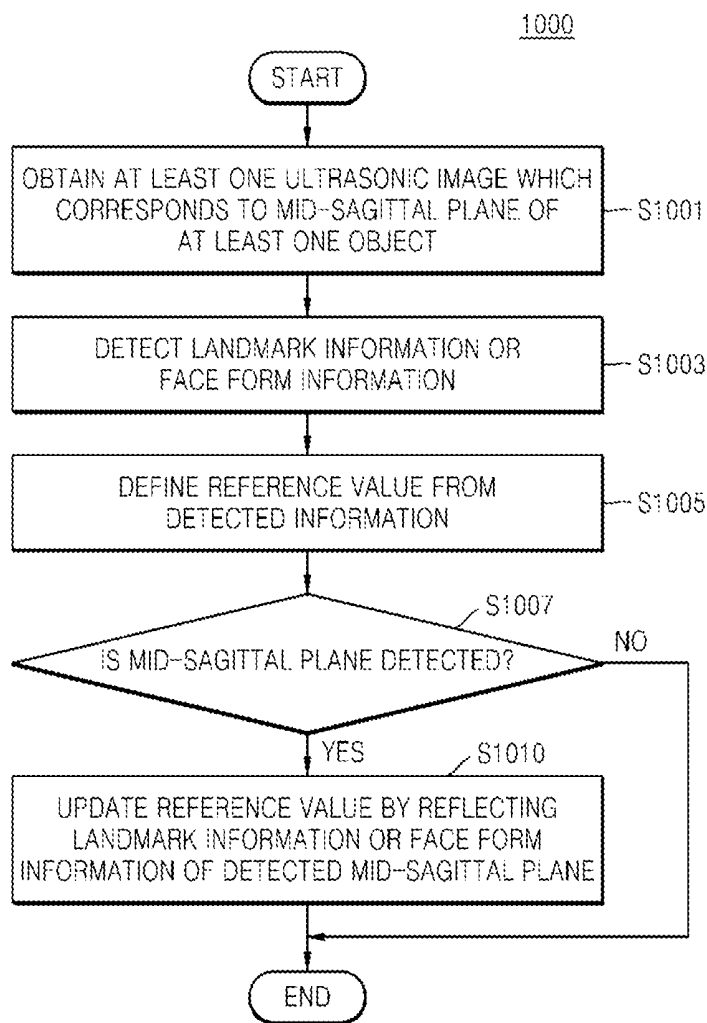 1000
START
OBTAIN AT LEAST ONE ULTRASONIC IMAGE WHICH
CORRESPONDS TO MID-SAGITTAL PLANE OF
AT LEAST ONE OBJECT
S1001
DETECT LANDMARK INFORMATION OR
FACE FORM INFORMATION
S1003
DEFINE REFERENCE VALUE FROM
DETECTED INFORMATION
S1005
S1007
IS MID-SAGITTAL PLANE DETECTED?
NO
YES
S1010
UPDATE REFERENCE VALUE BY REFLECTING
LANDMARK INFORMATION OR FACE FORM
INFORMATION OF DETECTED MID-SAGITTAL PLANE
END